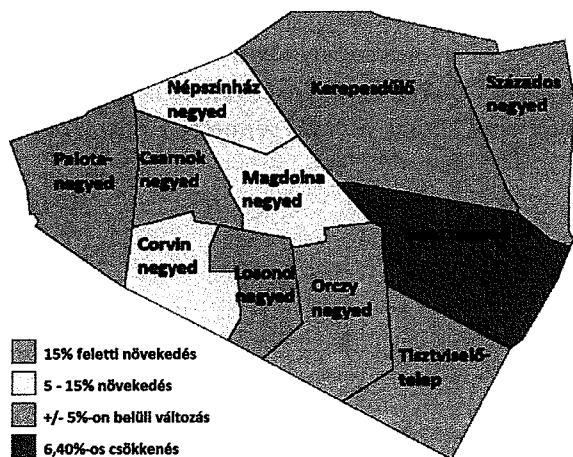 Népszínház
negyed
Kerepesdűlő
Százados
negyed
Palota-
negyed
Csarnok
negyed
Magdolna
negyed
Corvin
negyed
Losonci
negyed
Orczy
negyed
Tisztviselő-
telep
15% feletti növekedés
5 - 15% növekedés
+/- 5%-on belüli változás
6,40%-os csökkenés